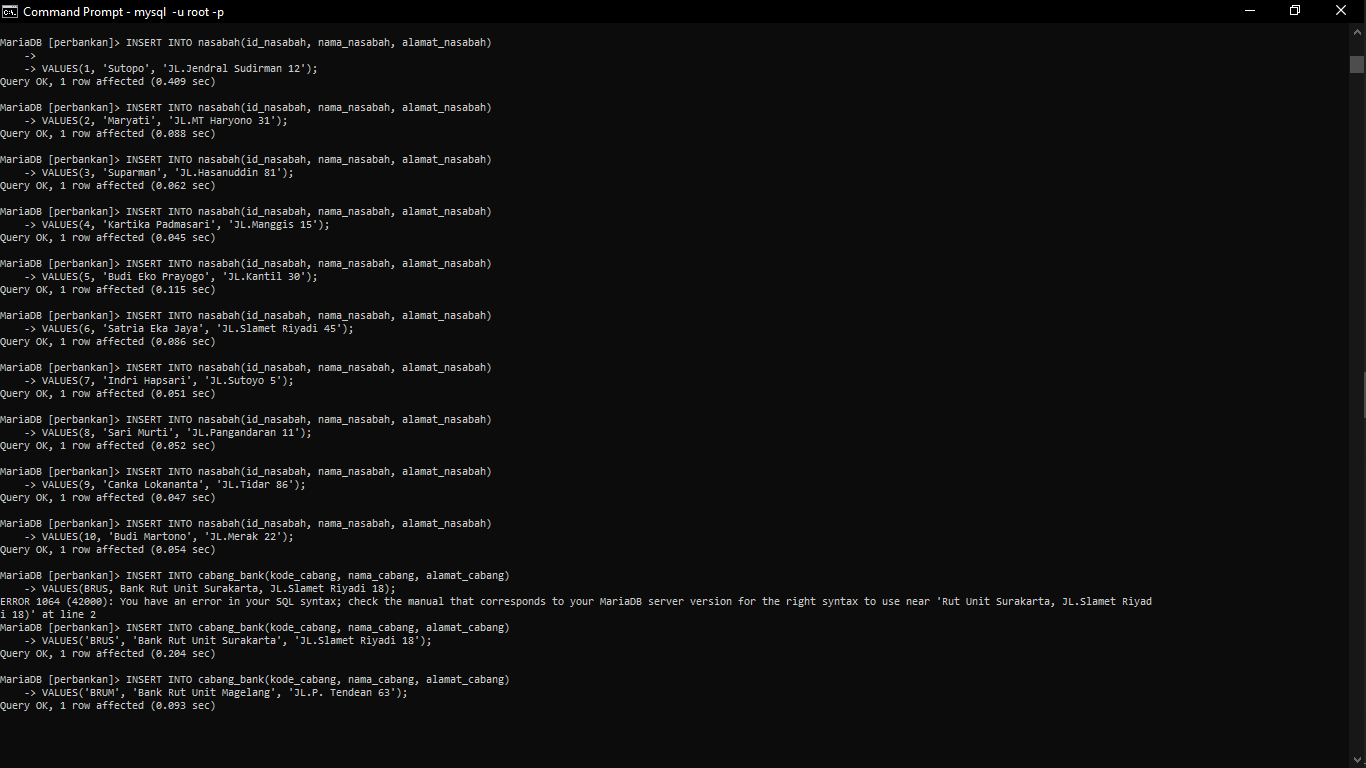 Command Prompt - mysql  -u root -p
MariaDB [perbankan]> INSERT INTO nasabah(id_nasabah, nama_nasabah, alamat_nasabah)
    ->
    -> VALUES(1, 'Sutopo', 'JL.Jendral Sudirman 12');
Query OK, 1 row affected (0.409 sec)
MariaDB [perbankan]> INSERT INTO nasabah(id_nasabah, nama_nasabah, alamat_nasabah)
    -> VALUES(2, 'Maryati', 'JL.MT Haryono 31');
Query OK, 1 row affected (0.088 sec)
MariaDB [perbankan]> INSERT INTO nasabah(id_nasabah, nama_nasabah, alamat_nasabah)
    -> VALUES(3, 'Suparman', 'JL.Hasanuddin 81');
Query OK, 1 row affected (0.062 sec)
MariaDB [perbankan]> INSERT INTO nasabah(id_nasabah, nama_nasabah, alamat_nasabah)
    -> VALUES(4, 'Kartika Padmasari', 'JL.Manggis 15');
Query OK, 1 row affected (0.045 sec)
MariaDB [perbankan]> INSERT INTO nasabah(id_nasabah, nama_nasabah, alamat_nasabah)
    -> VALUES(5, 'Budi Eko Prayogo', 'JL.Kantil 30');
Query OK, 1 row affected (0.115 sec)
MariaDB [perbankan]> INSERT INTO nasabah(id_nasabah, nama_nasabah, alamat_nasabah)
    -> VALUES(6, 'Satria Eka Jaya', 'JL.Slamet Riyadi 45');
Query OK, 1 row affected (0.086 sec)
MariaDB [perbankan]> INSERT INTO nasabah(id_nasabah, nama_nasabah, alamat_nasabah)
    -> VALUES(7, 'Indri Hapsari', 'JL.Sutoyo 5');
Query OK, 1 row affected (0.051 sec)
MariaDB [perbankan]> INSERT INTO nasabah(id_nasabah, nama_nasabah, alamat_nasabah)
    -> VALUES(8, 'Sari Murti', 'JL.Pangandaran 11');
Query OK, 1 row affected (0.052 sec)
MariaDB [perbankan]> INSERT INTO nasabah(id_nasabah, nama_nasabah, alamat_nasabah)
    -> VALUES(9, 'Canka Lokananta', 'JL.Tidar 86');
Query OK, 1 row affected (0.047 sec)
MariaDB [perbankan]> INSERT INTO nasabah(id_nasabah, nama_nasabah, alamat_nasabah)
    -> VALUES(10, 'Budi Martono', 'JL.Merak 22');
Query OK, 1 row affected (0.054 sec)
MariaDB [perbankan]> INSERT INTO cabang_bank(kode_cabang, nama_cabang, alamat_cabang)
    -> VALUES(BRUS, Bank Rut Unit Surakarta, JL.Slamet Riyadi 18);
ERROR 1064 (42000): You have an error in your SQL syntax; check the manual that corresponds to your MariaDB server version for the right syntax to use near 'Rut Unit Surakarta, JL.Slamet Riyad
i 18)' at line 2
MariaDB [perbankan]> INSERT INTO cabang_bank(kode_cabang, nama_cabang, alamat_cabang)
    -> VALUES('BRUS', 'Bank Rut Unit Surakarta', 'JL.Slamet Riyadi 18');
Query OK, 1 row affected (0.204 sec)
MariaDB [perbankan]> INSERT INTO cabang_bank(kode_cabang, nama_cabang, alamat_cabang)
    -> VALUES('BRUM', 'Bank Rut Unit Magelang', 'JL.P. Tendean 63');
Query OK, 1 row affected (0.093 sec)